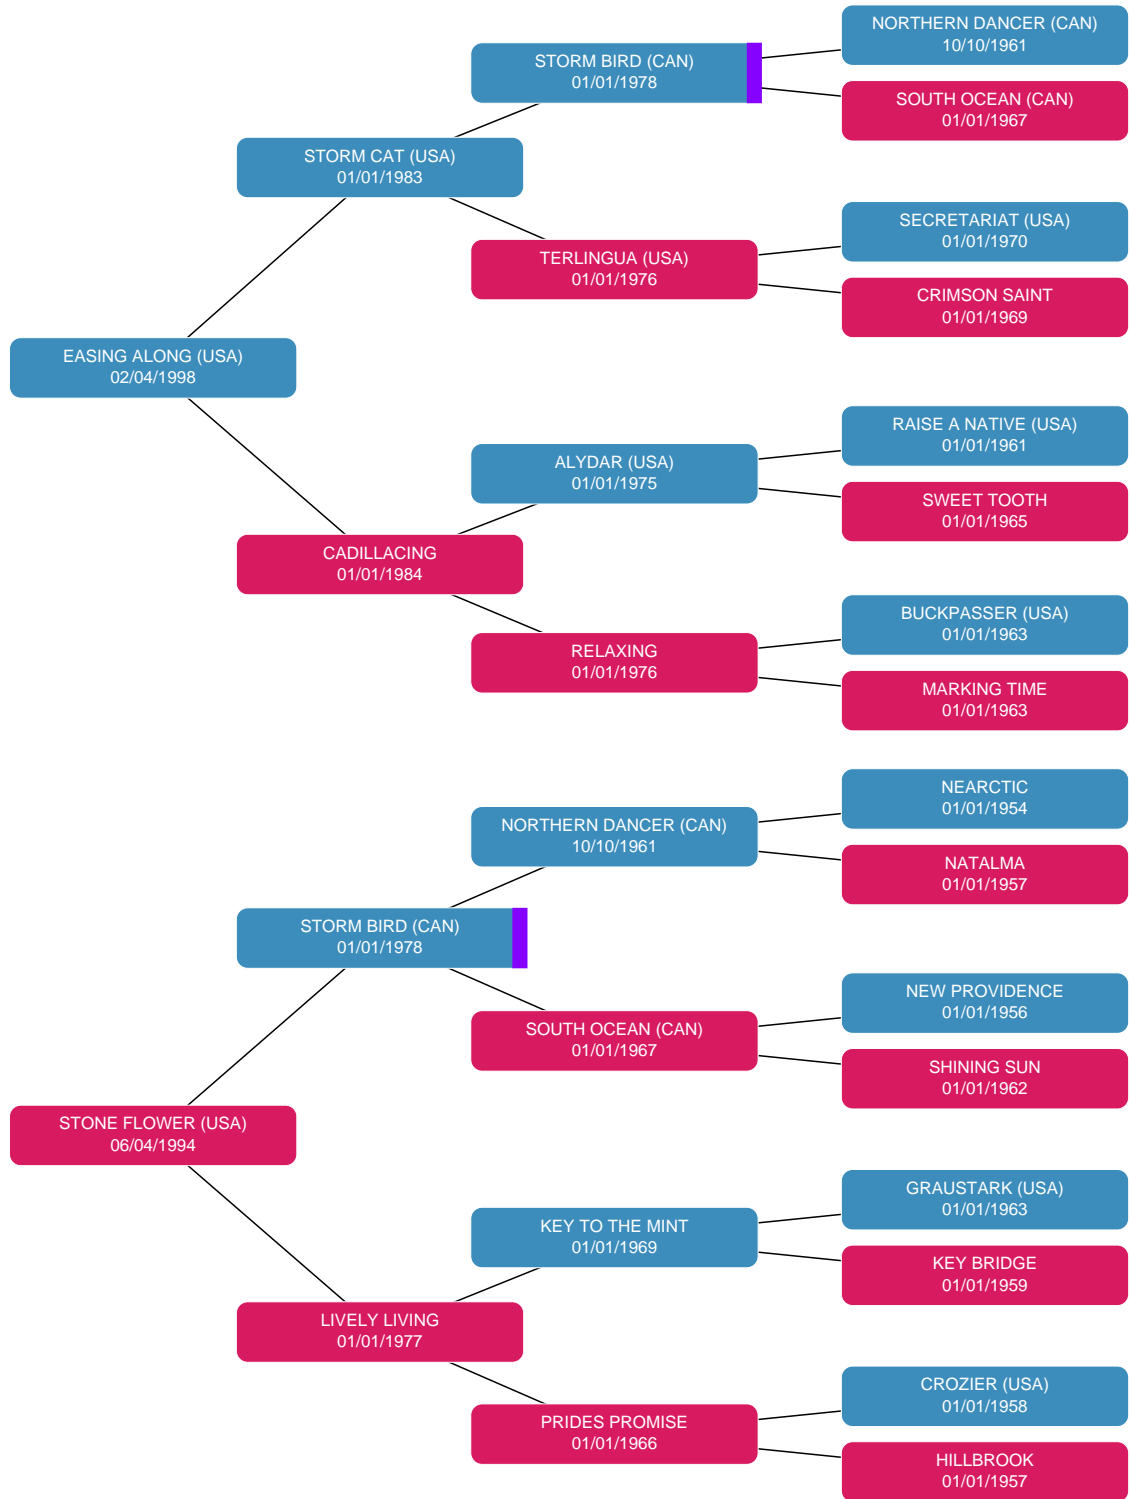 NORTHERN DANCER (CAN)
10/10/1961
STORM BIRD (CAN)
01/01/1978
SOUTH OCEAN (CAN)
01/01/1967
STORM CAT (USA)
01/01/1983
SECRETARIAT (USA)
01/01/1970
TERLINGUA (USA)
01/01/1976
CRIMSON SAINT
01/01/1969
EASING ALONG (USA)
02/04/1998
RAISE A NATIVE (USA)
01/01/1961
ALYDAR (USA)
01/01/1975
SWEET TOOTH
01/01/1965
CADILLACING
01/01/1984
BUCKPASSER (USA)
01/01/1963
RELAXING
01/01/1976
MARKING TIME
01/01/1963
NEARCTIC
01/01/1954
NORTHERN DANCER (CAN)
10/10/1961
NATALMA
01/01/1957
STORM BIRD (CAN)
01/01/1978
NEW PROVIDENCE
01/01/1956
SOUTH OCEAN (CAN)
01/01/1967
SHINING SUN
01/01/1962
STONE FLOWER (USA)
06/04/1994
GRAUSTARK (USA)
01/01/1963
KEY TO THE MINT
01/01/1969
KEY BRIDGE
01/01/1959
LIVELY LIVING
01/01/1977
CROZIER (USA)
01/01/1958
PRIDES PROMISE
01/01/1966
HILLBROOK
01/01/1957